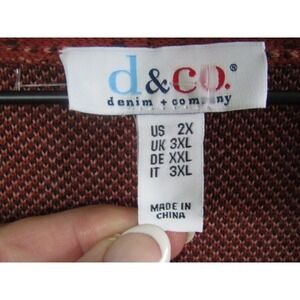 d&co.®
denim + company
US 2X
UK 3XL
DE XXL
IT 3XL
MADE IN
CHINA